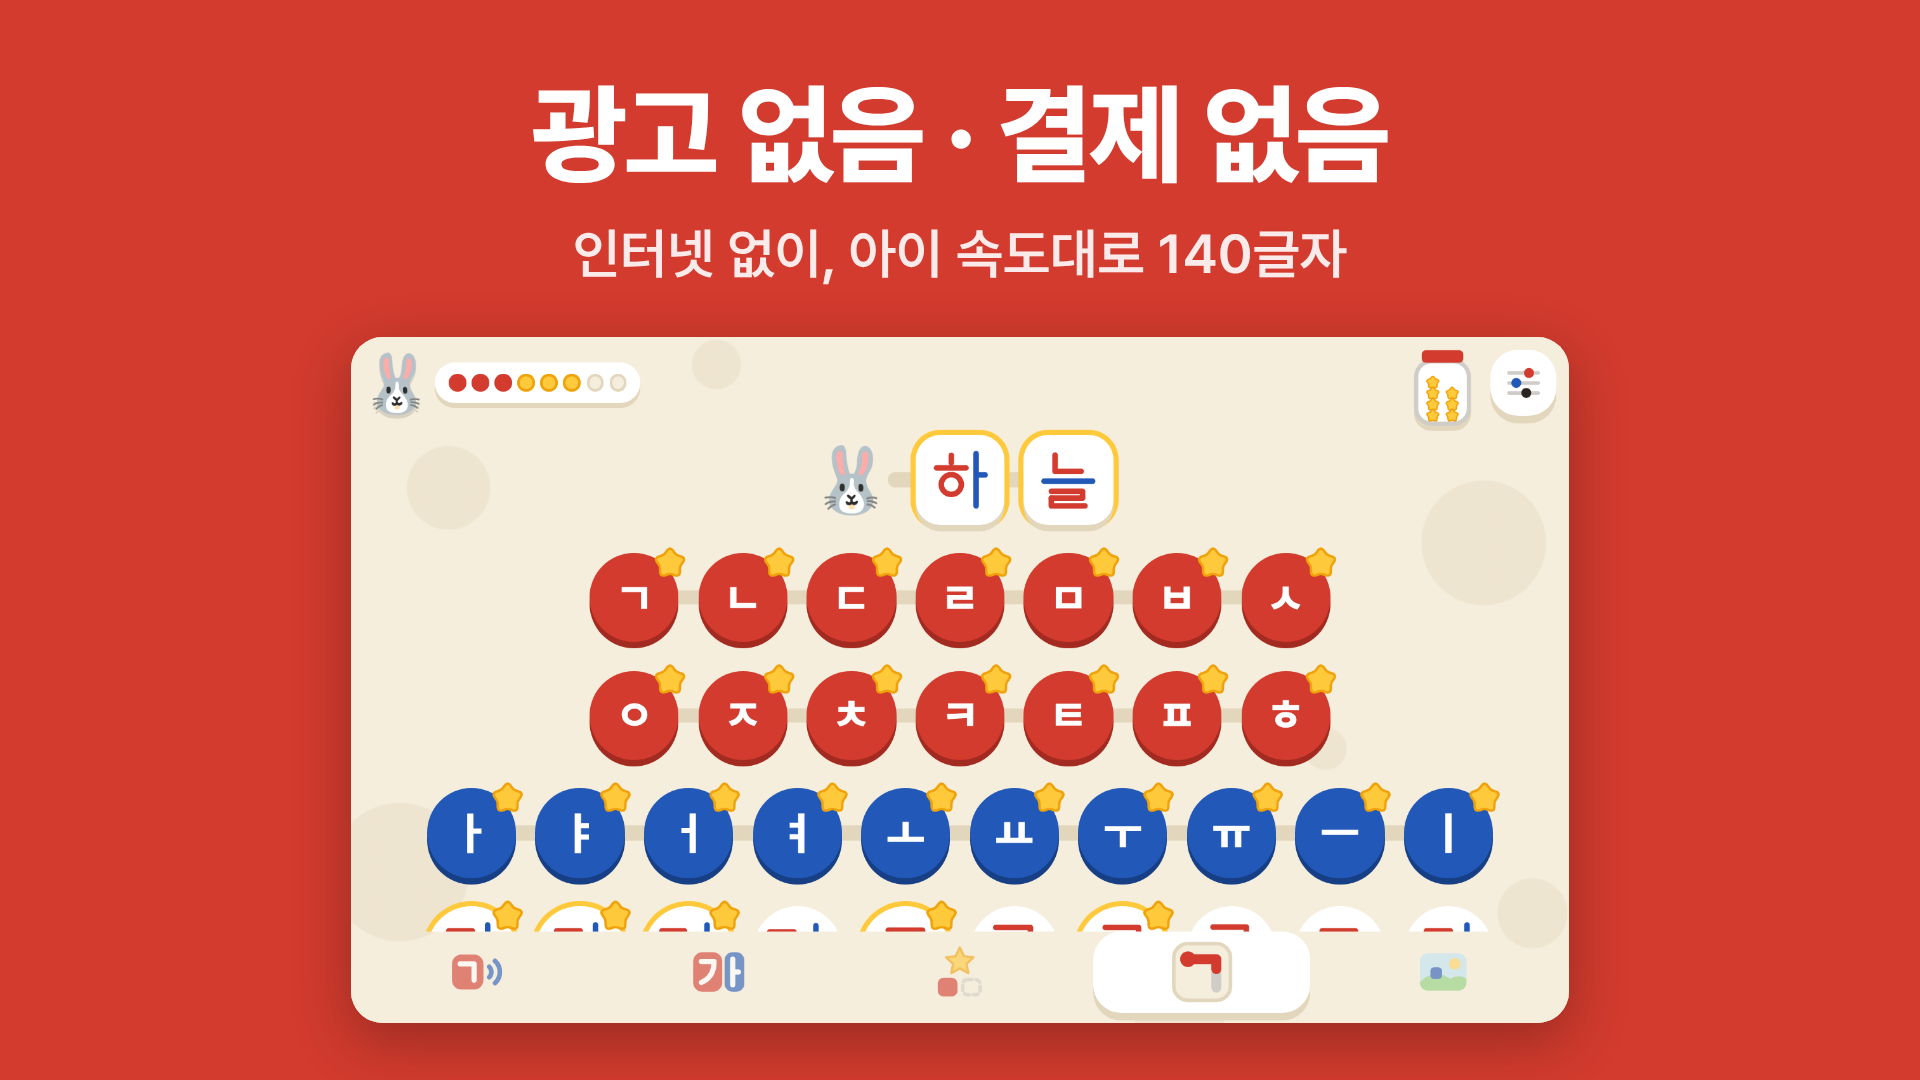 광고 없음 · 결제 없음
인터넷 없이, 아이 속도대로 140글자
하늘
ㄱ ㄴ ㄷ ㄹ ㅁ ㅂ ㅅ
ㅇ ㅈ ㅊ ㅋ ㅌ ㅍ ㅎ
ㅏ ㅑ ㅓ ㅕ ㅗ ㅛ ㅜ ㅠ ㅡ ㅣ
ㄱ 가 ㄱ